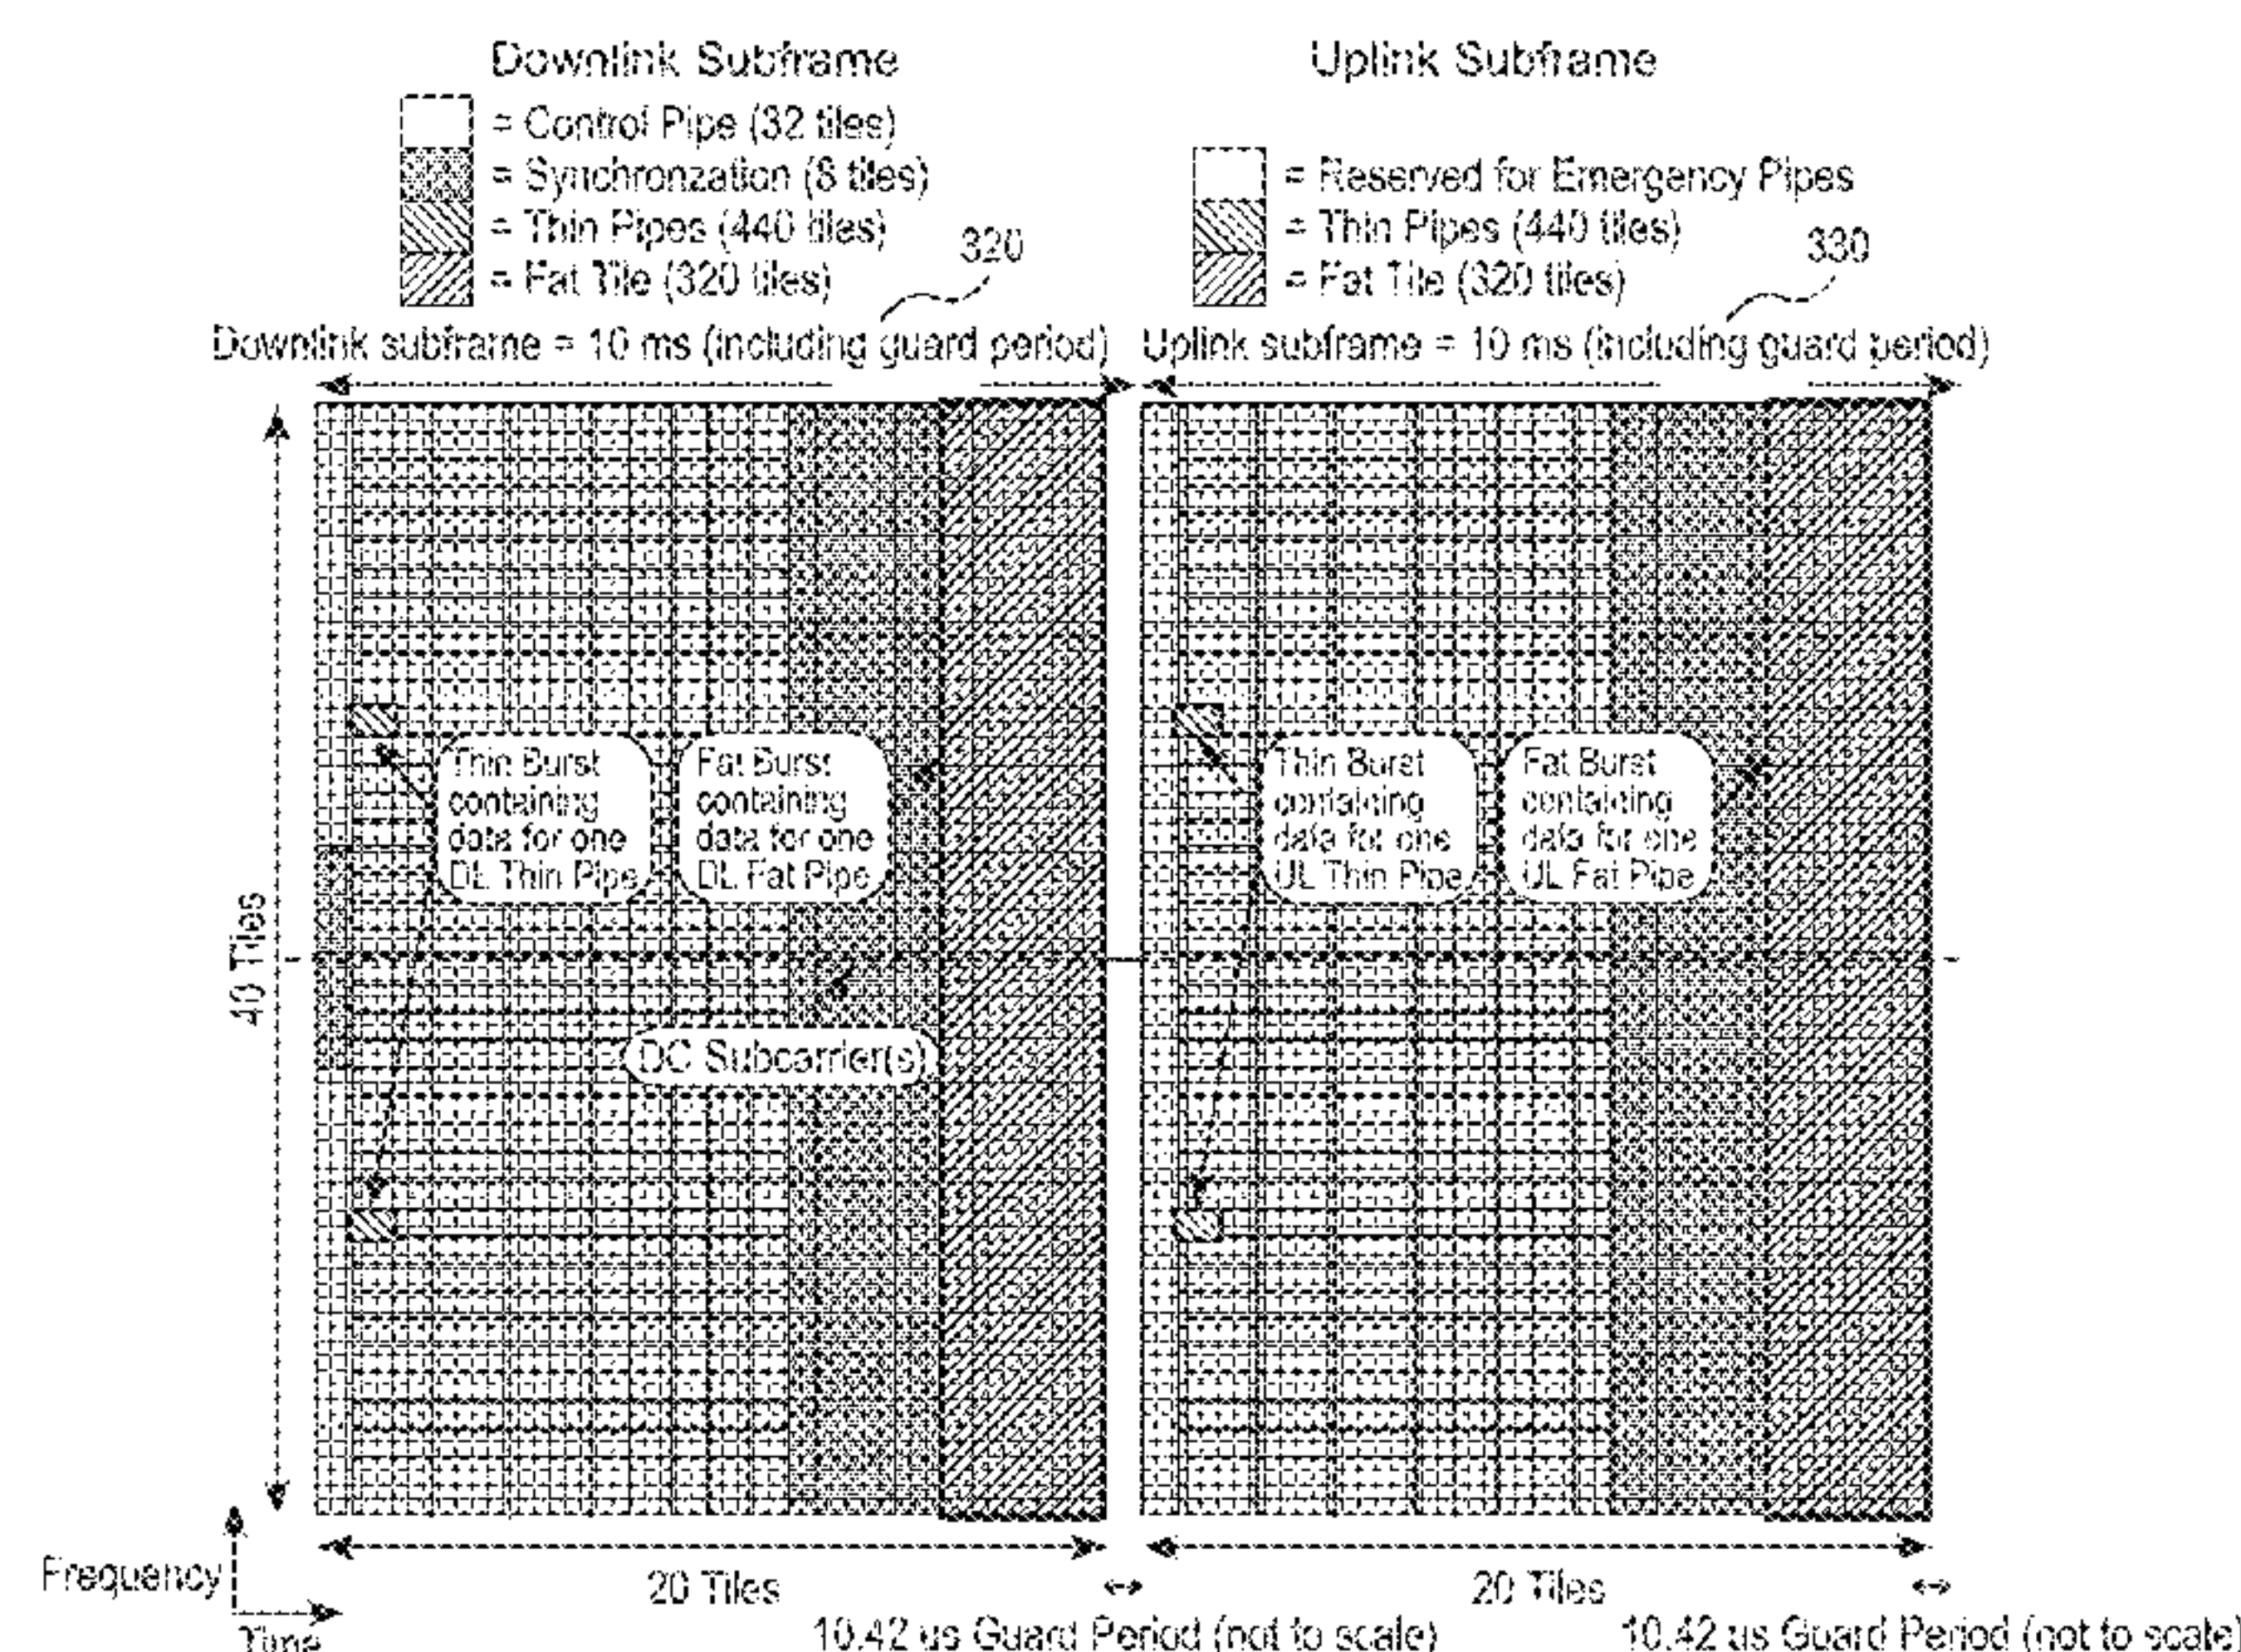 Downlink Subframe
= Control Pipe (32 tiles)
= Synchronzation (8 tiles)
= Thin Pipes (440 tiles)
= Fat Tile (320 tiles)
320
Downlink subframe = 10 ms (including guard period)
Uplink Subframe
= Reserved for Emergency Pipes
= Thin Pipes (440 tiles)
= Fat Tile (320 tiles)
330
Uplink subframe = 10 ms (including guard period)
40 Tiles
Thin Burst
containing
data for one
DL Thin Pipe
Fat Burst
containing
data for one
DL Fat Pipe
DC Subcarrier(s)
Thin Burst
containing
data for one
UL Thin Pipe
Fat Burst
containing
data for one
UL Fat Pipe
Frequency
Time
20 Tiles
10.42 us Guard Period (not to scale)
20 Tiles
10.42 us Guard Period (not to scale)